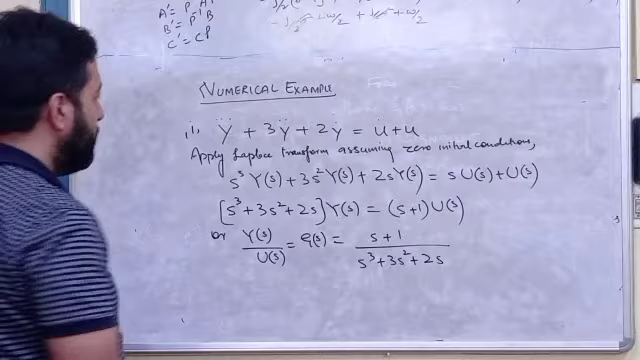 A' = P⁻¹AP
B' = P⁻¹B
C' = CP
NUMERICAL EXAMPLE
(1) y⃛ + 3ÿ + 2ẏ = u̇ + u
Apply Laplace transform assuming zero initial conditions,
s³Y(s) + 3s²Y(s) + 2sY(s) = sU(s) + U(s)
[s³ + 3s² + 2s] Y(s) = (s+1) U(s)
or Y(s)/U(s) = G(s) = s+1/s³+3s²+2s